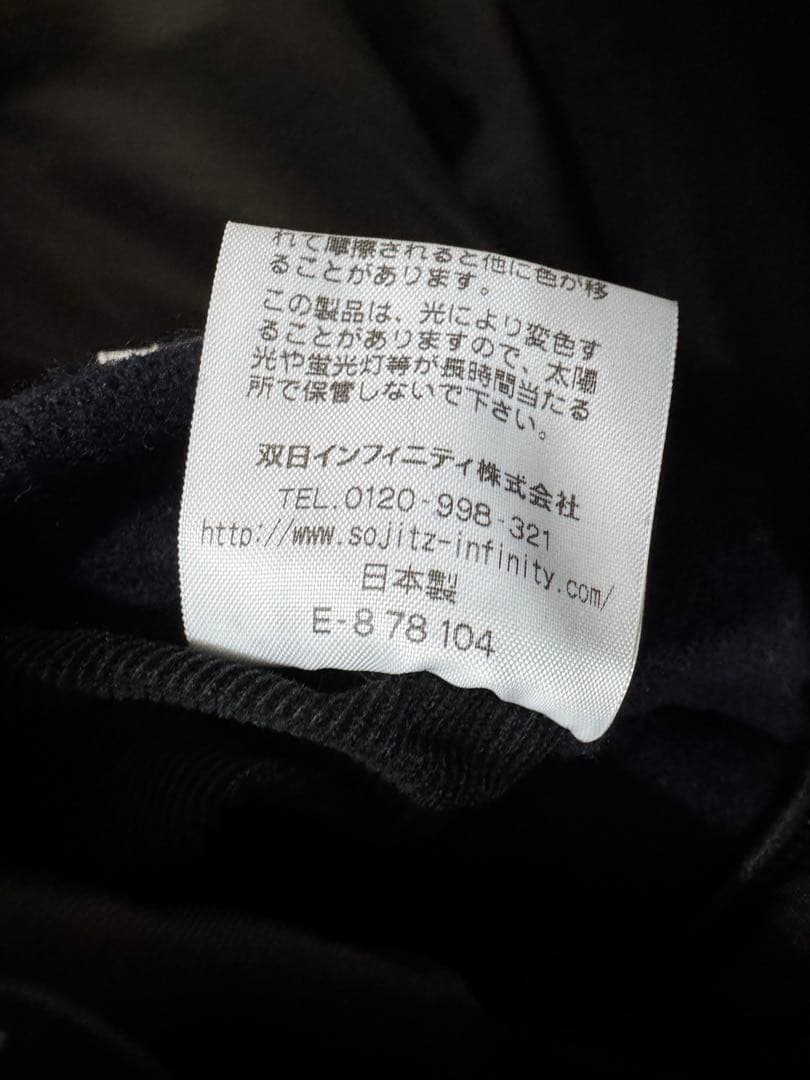 れて摩擦されると他に色が移
ることがあります。
この製品は、光により変色す
ることがありますので、太陽
光や蛍光灯等が長時間当たる
所で保管しないで下さい。
双日インフィニティ株式会社
TEL.0120-998-321
http://www.sojitz-infinity.com/
日本製
E-8 78 104